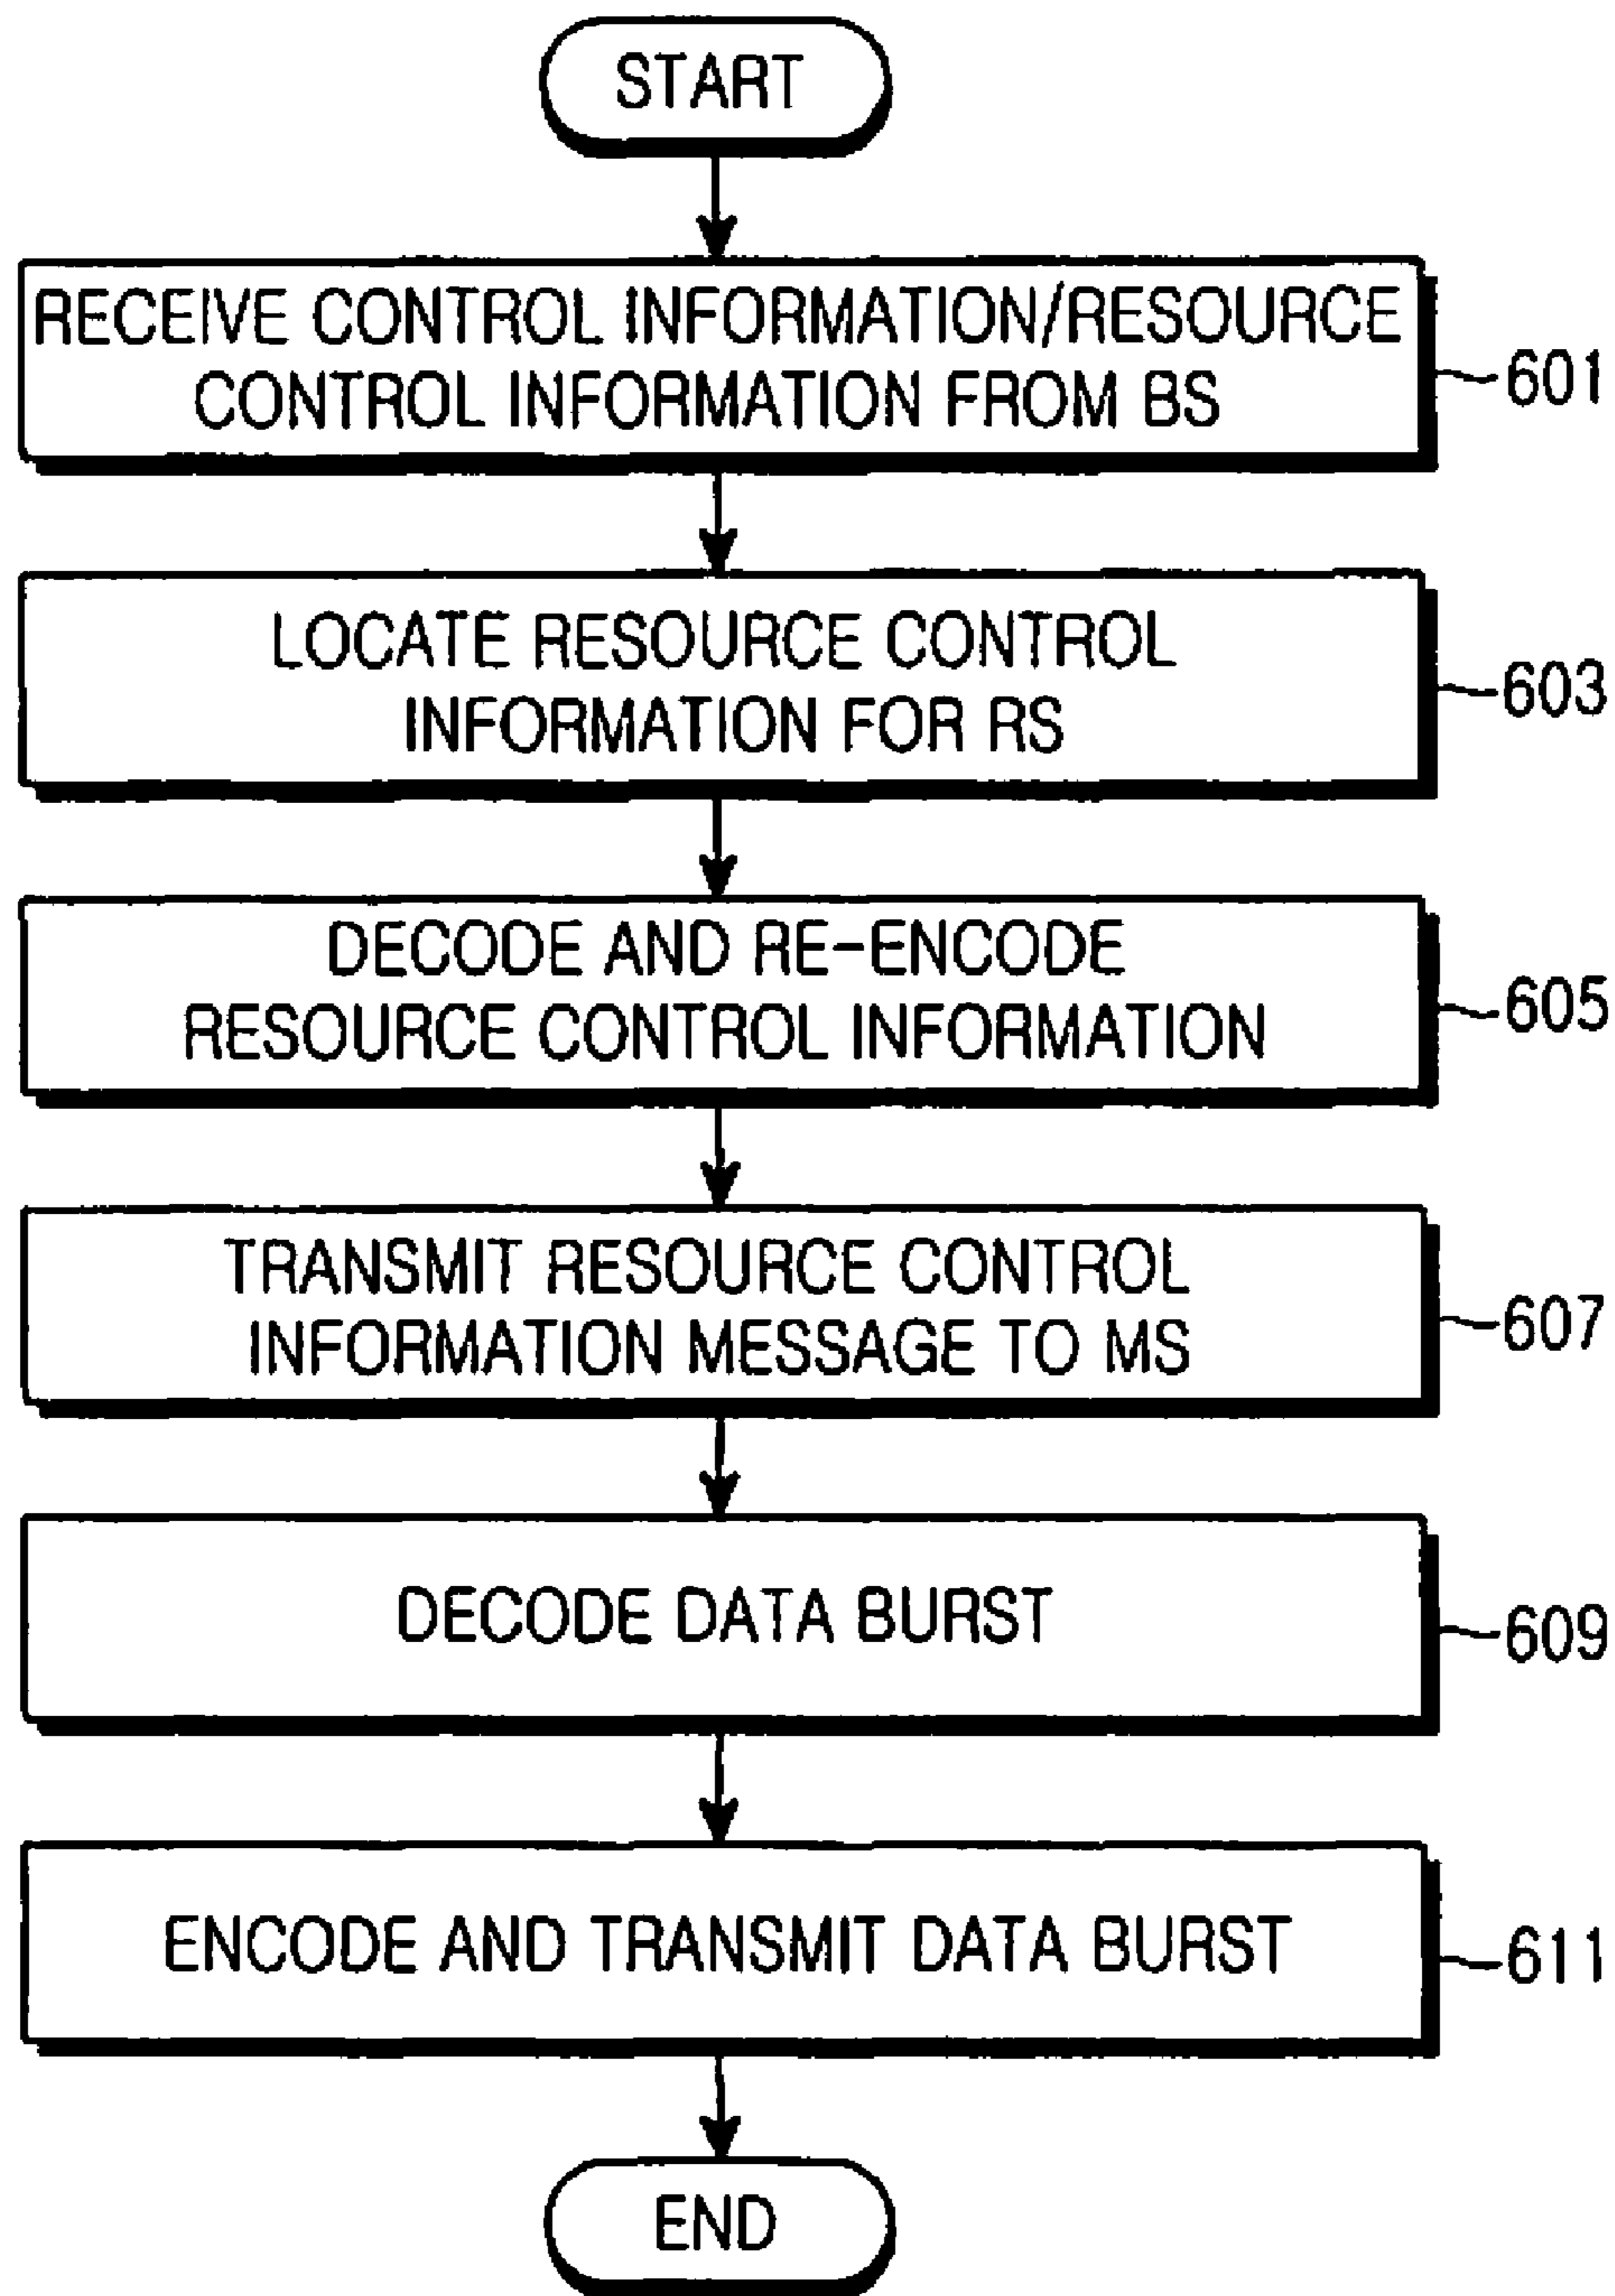 START
RECEIVE CONTROL INFORMATION/RESOURCE
CONTROL INFORMATION FROM BS
601
LOCATE RESOURCE CONTROL
INFORMATION FOR RS
603
DECODE AND RE-ENCODE
RESOURCE CONTROL INFORMATION
605
TRANSMIT RESOURCE CONTROL
INFORMATION MESSAGE TO MS
607
DECODE DATA BURST
609
ENCODE AND TRANSMIT DATA BURST
611
END